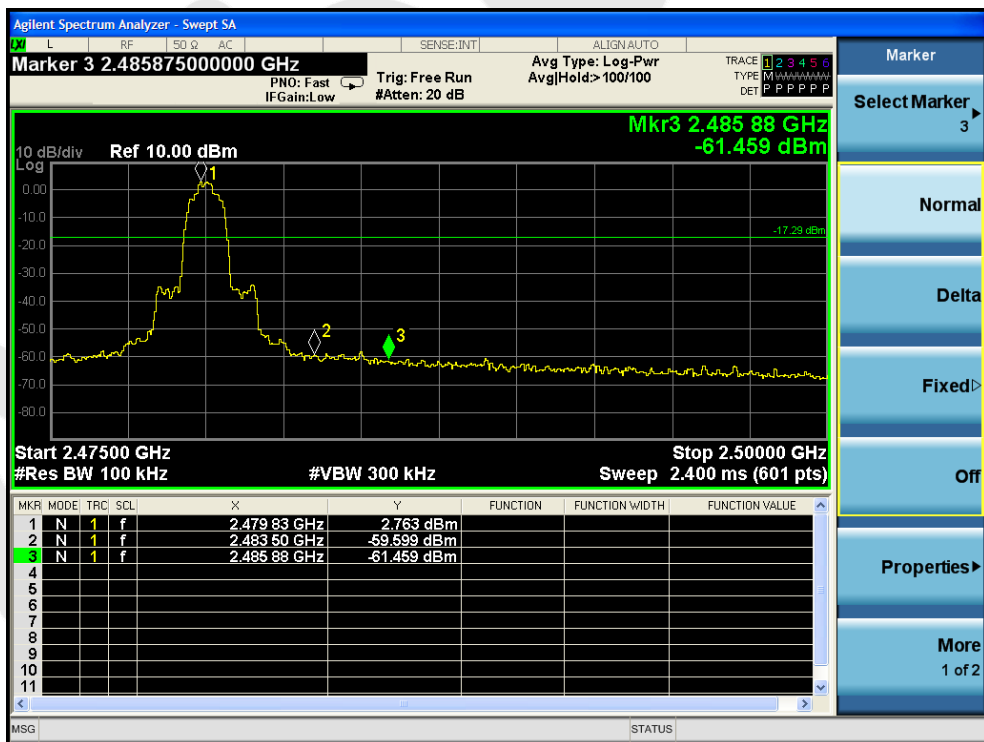 Agilent Spectrum Analyzer - Swept SA
LXI L RF 50 Ω AC SENSE:INT ALIGN AUTO
Marker 3 2.485875000000 GHz
PNO: Fast
IFGain:Low
Trig: Free Run
#Atten: 20 dB
Avg Type: Log-Pwr
Avg|Hold:> 100/100
TRACE 1 2 3 4 5 6
TYPE M
DET P P P P P P
Mkr3 2.485 88 GHz
-61.459 dBm
10 dB/div Ref 10.00 dBm
Log
1
0.00
-10.0
-17.29 dBm
-20.0
-30.0
-40.0
-50.0
2
3
-60.0
-70.0
-80.0
Start 2.47500 GHz Stop 2.50000 GHz
#Res BW 100 kHz #VBW 300 kHz Sweep 2.400 ms (601 pts)
MKR MODE TRC SCL X Y FUNCTION FUNCTION WIDTH FUNCTION VALUE
1 N 1 f 2.479 83 GHz 2.763 dBm
2 N 1 f 2.483 50 GHz -59.599 dBm
3 N 1 f 2.485 88 GHz -61.459 dBm
4
5
6
7
8
9
10
11
MSG STATUS
Marker
Select Marker
3
Normal
Delta
Fixed
Off
Properties
More
1 of 2